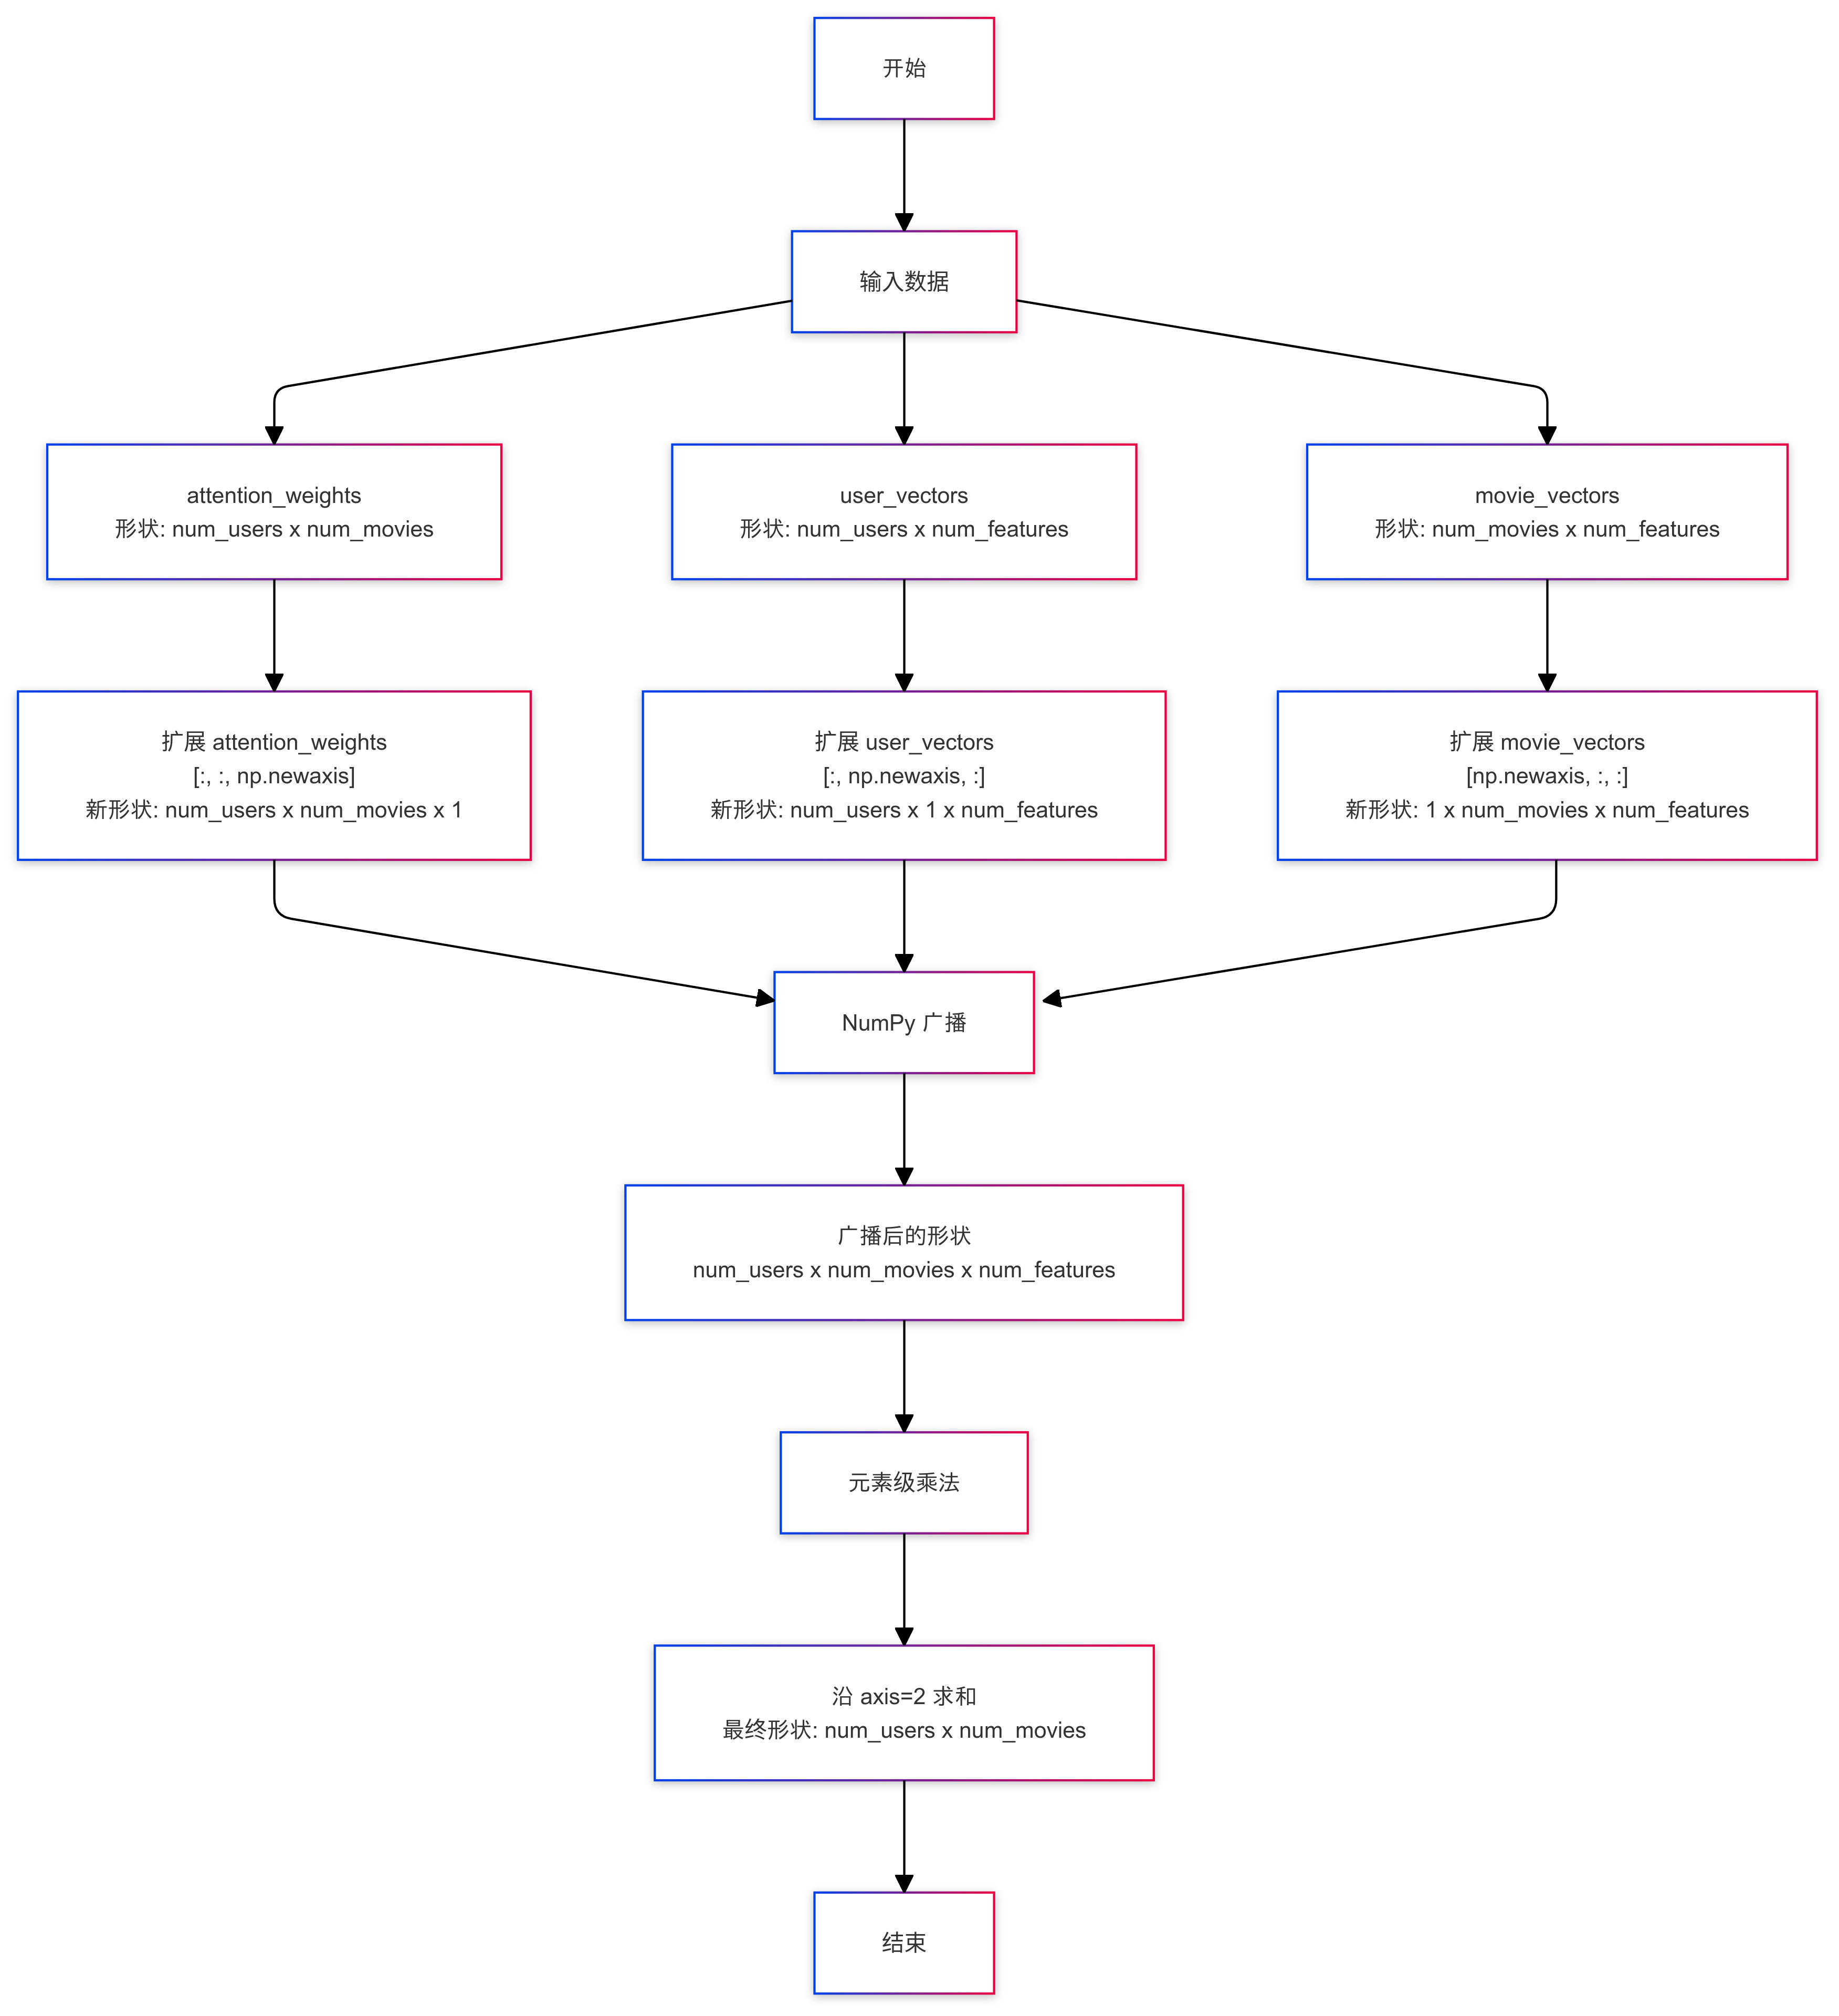 开始
输入数据
attention_weights
形状: num_users x num_movies
user_vectors
形状: num_users x num_features
movie_vectors
形状: num_movies x num_features
扩展 attention_weights
[:, :, np.newaxis]
新形状: num_users x num_movies x 1
扩展 user_vectors
[:, np.newaxis, :]
新形状: num_users x 1 x num_features
扩展 movie_vectors
[np.newaxis, :, :]
新形状: 1 x num_movies x num_features
NumPy 广播
广播后的形状
num_users x num_movies x num_features
元素级乘法
沿 axis=2 求和
最终形状: num_users x num_movies
结束